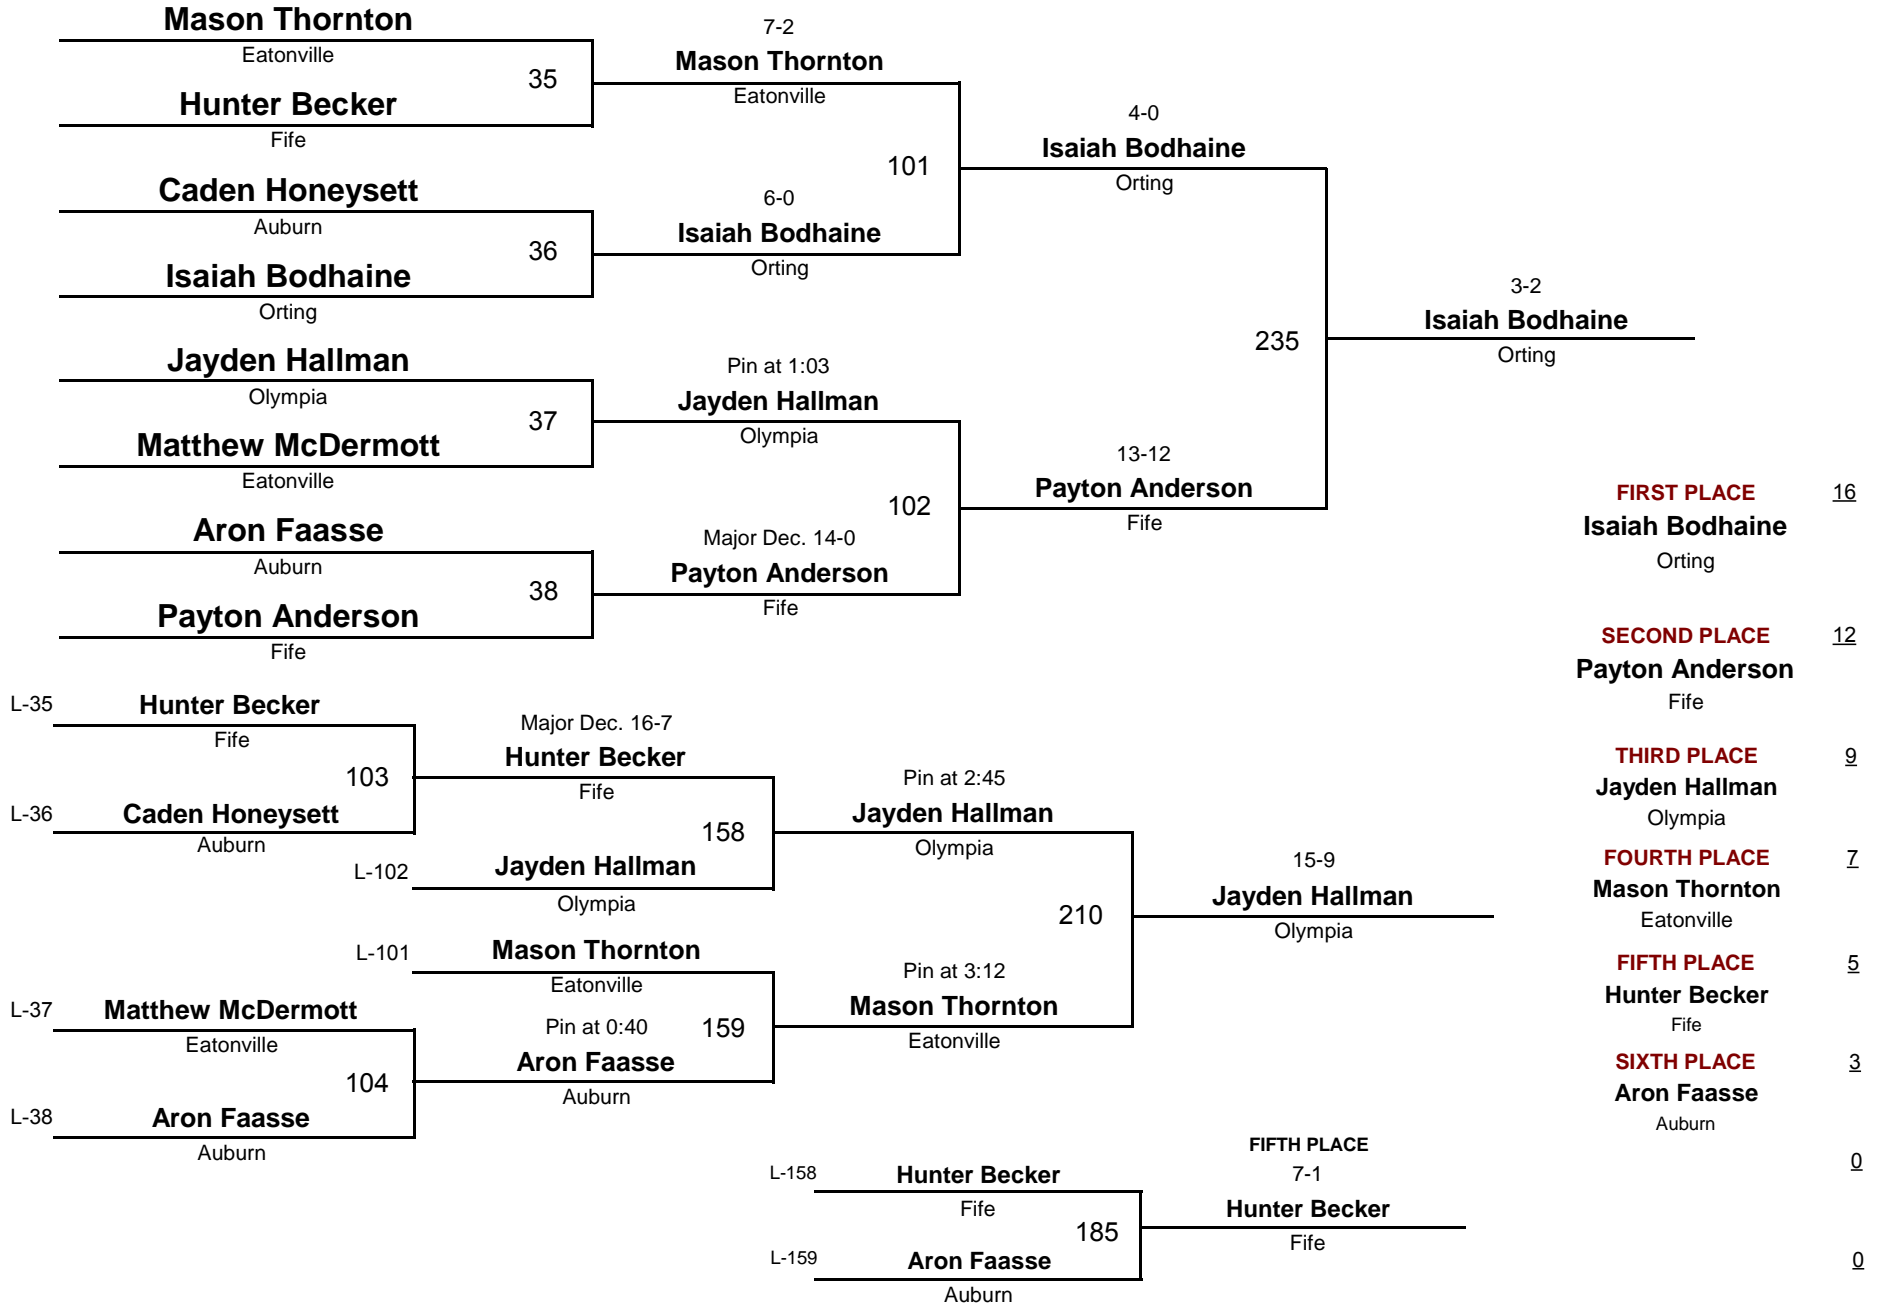 Mason Thornton
Eatonville
35
Hunter Becker
Fife
7-2
Mason Thornton
Eatonville
Caden Honeysett
Auburn
36
Isaiah Bodhaine
Orting
6-0
Isaiah Bodhaine
Orting
101
4-0
Isaiah Bodhaine
Orting
Jayden Hallman
Olympia
37
Matthew McDermott
Eatonville
Pin at 1:03
Jayden Hallman
Olympia
Aron Faasse
Auburn
38
Payton Anderson
Fife
Major Dec. 14-0
Payton Anderson
Fife
102
13-12
Payton Anderson
Fife
235
3-2
Isaiah Bodhaine
Orting
FIRST PLACE 16
Isaiah Bodhaine
Orting
SECOND PLACE 12
Payton Anderson
Fife
THIRD PLACE 9
Jayden Hallman
Olympia
FOURTH PLACE 7
Mason Thornton
Eatonville
FIFTH PLACE 5
Hunter Becker
Fife
SIXTH PLACE 3
Aron Faasse
Auburn
0
0
L-35 Hunter Becker
Fife
103
L-36 Caden Honeysett
Auburn
Major Dec. 16-7
Hunter Becker
Fife
158
L-102 Jayden Hallman
Olympia
Pin at 2:45
Jayden Hallman
Olympia
L-101 Mason Thornton
Eatonville
L-37 Matthew McDermott
Eatonville
104
L-38 Aron Faasse
Auburn
Pin at 0:40
159
Aron Faasse
Auburn
Pin at 3:12
Mason Thornton
Eatonville
210
15-9
Jayden Hallman
Olympia
L-158 Hunter Becker
Fife
185
L-159 Aron Faasse
Auburn
FIFTH PLACE
7-1
Hunter Becker
Fife